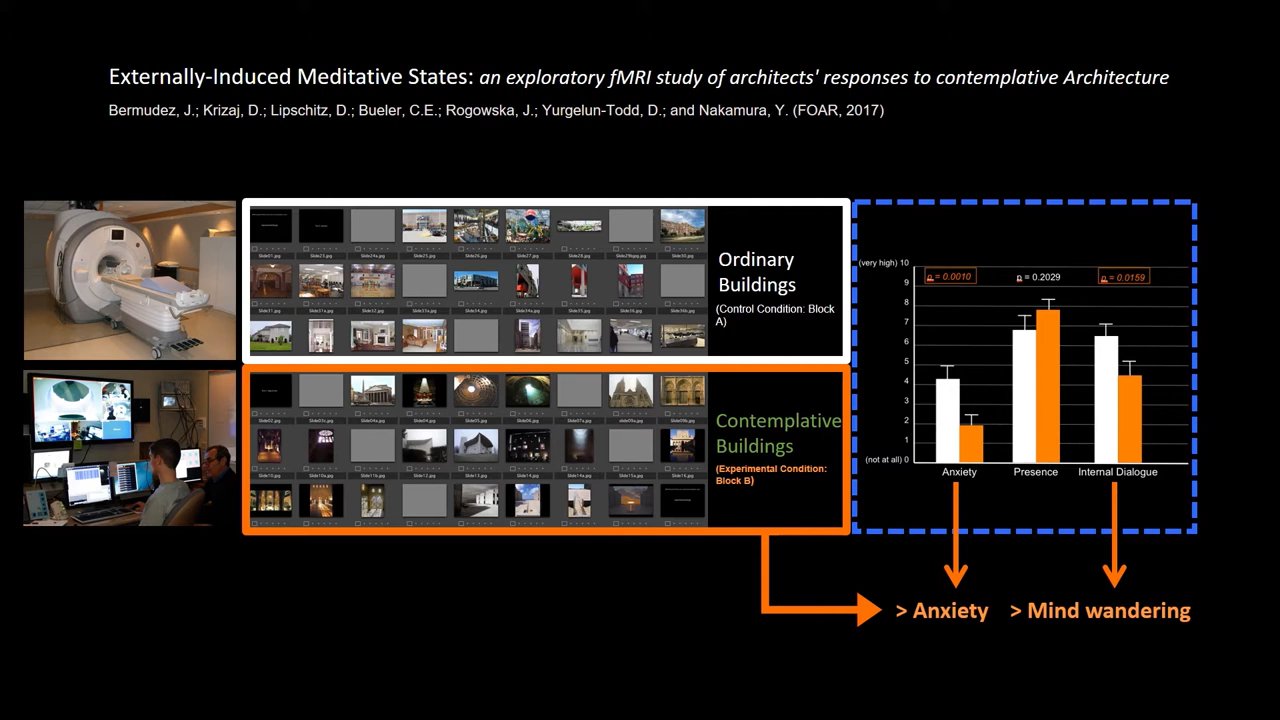 Externally-Induced Meditative States: an exploratory fMRI study of architects' responses to contemplative Architecture
Bermudez, J.; Krizaj, D.; Lipschitz, D.; Bueler, C.E.; Rogowska, J.; Yurgelun-Todd, D.; and Nakamura, Y. (FOAR, 2017)
Ordinary
Buildings
(Control Condition: Block
A)
Contemplative
Buildings
(Experimental Condition:
Block B)
(very high) 10
9
8
7
6
5
4
3
2
1
(not at all) 0
p = 0.0010
p = 0.2029
p = 0.0159
Anxiety
Presence
Internal Dialogue
> Anxiety
> Mind wandering